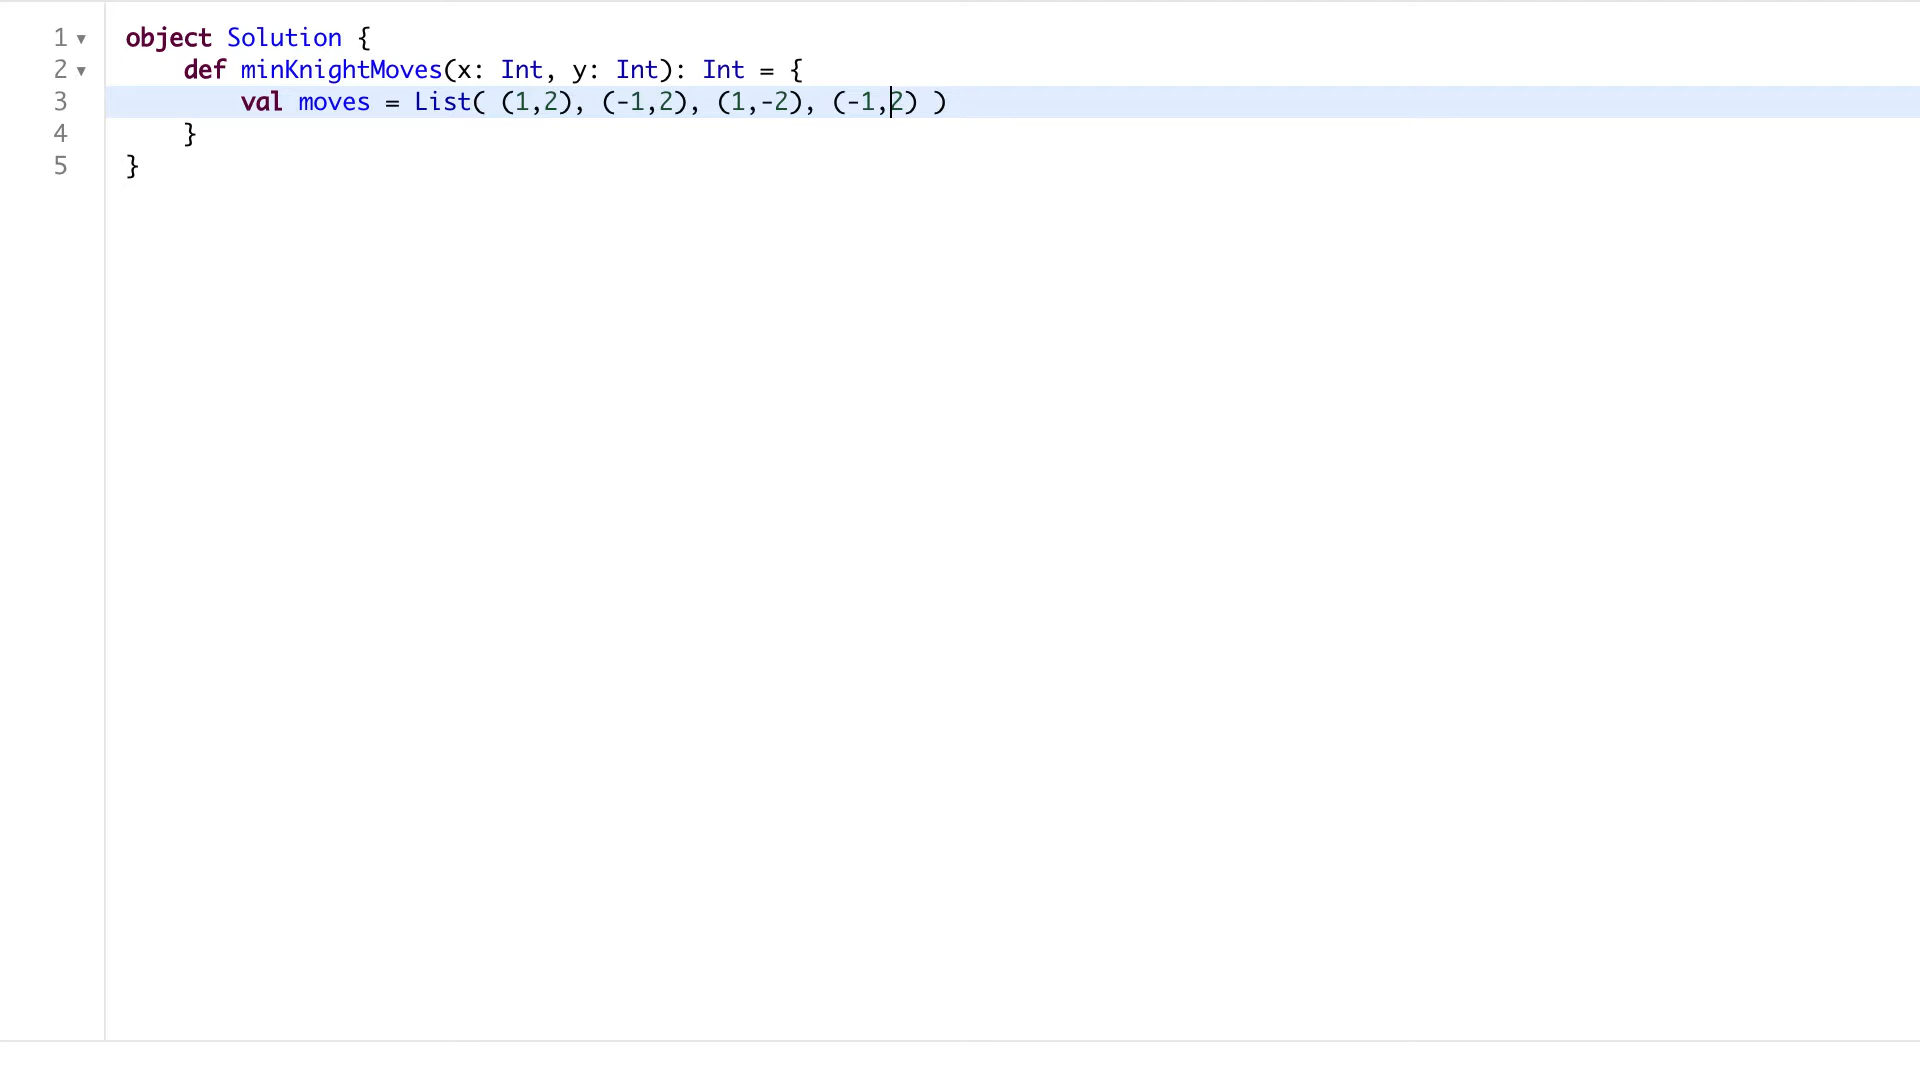 1 object Solution {
2     def minKnightMoves(x: Int, y: Int): Int = {
3         val moves = List( (1,2), (-1,2), (1,-2), (-1,2) )
4     }
5 }